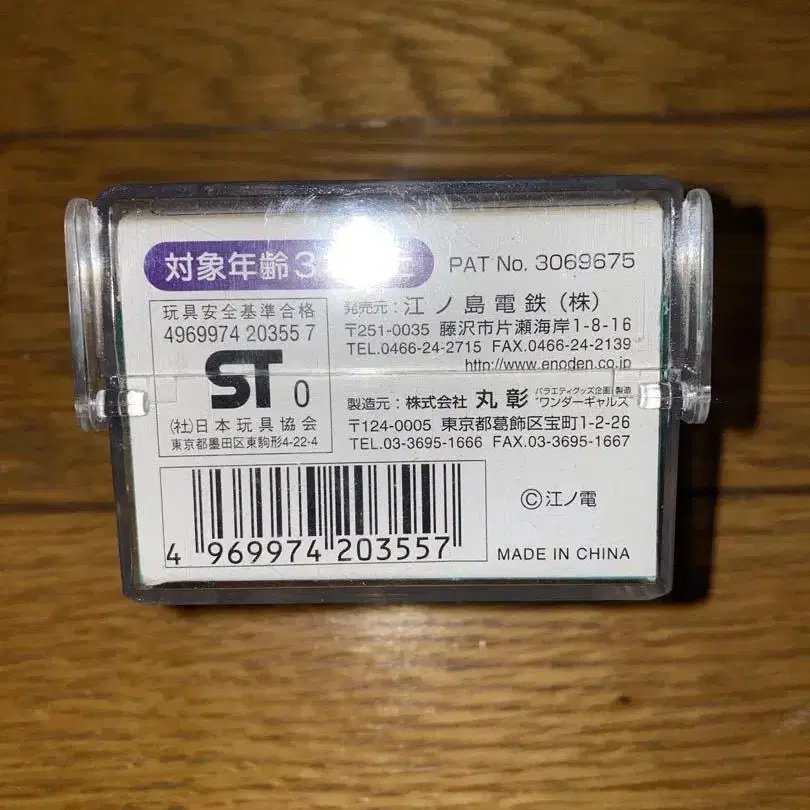 対象年齢3
PAT No. 3069675
玩具安全基準合格
4969974 20355 7
ST 0
(社)日本玩具協会
東京都墨田区東駒形4-22-4
発売元:江ノ島電鉄(株)
〒251-0035 藤沢市片瀬海岸1-8-16
TEL.0466-24-2715 FAX.0466-24-2139
http://www.enoden.co.jp
製造元:株式会社 丸彰 バラエティグッズ企画・製造
"ワンダーギャルズ"
〒124-0005 東京都葛飾区宝町1-2-26
TEL.03-3695-1666 FAX.03-3695-1667
4 969974 203557
©江ノ電
MADE IN CHINA